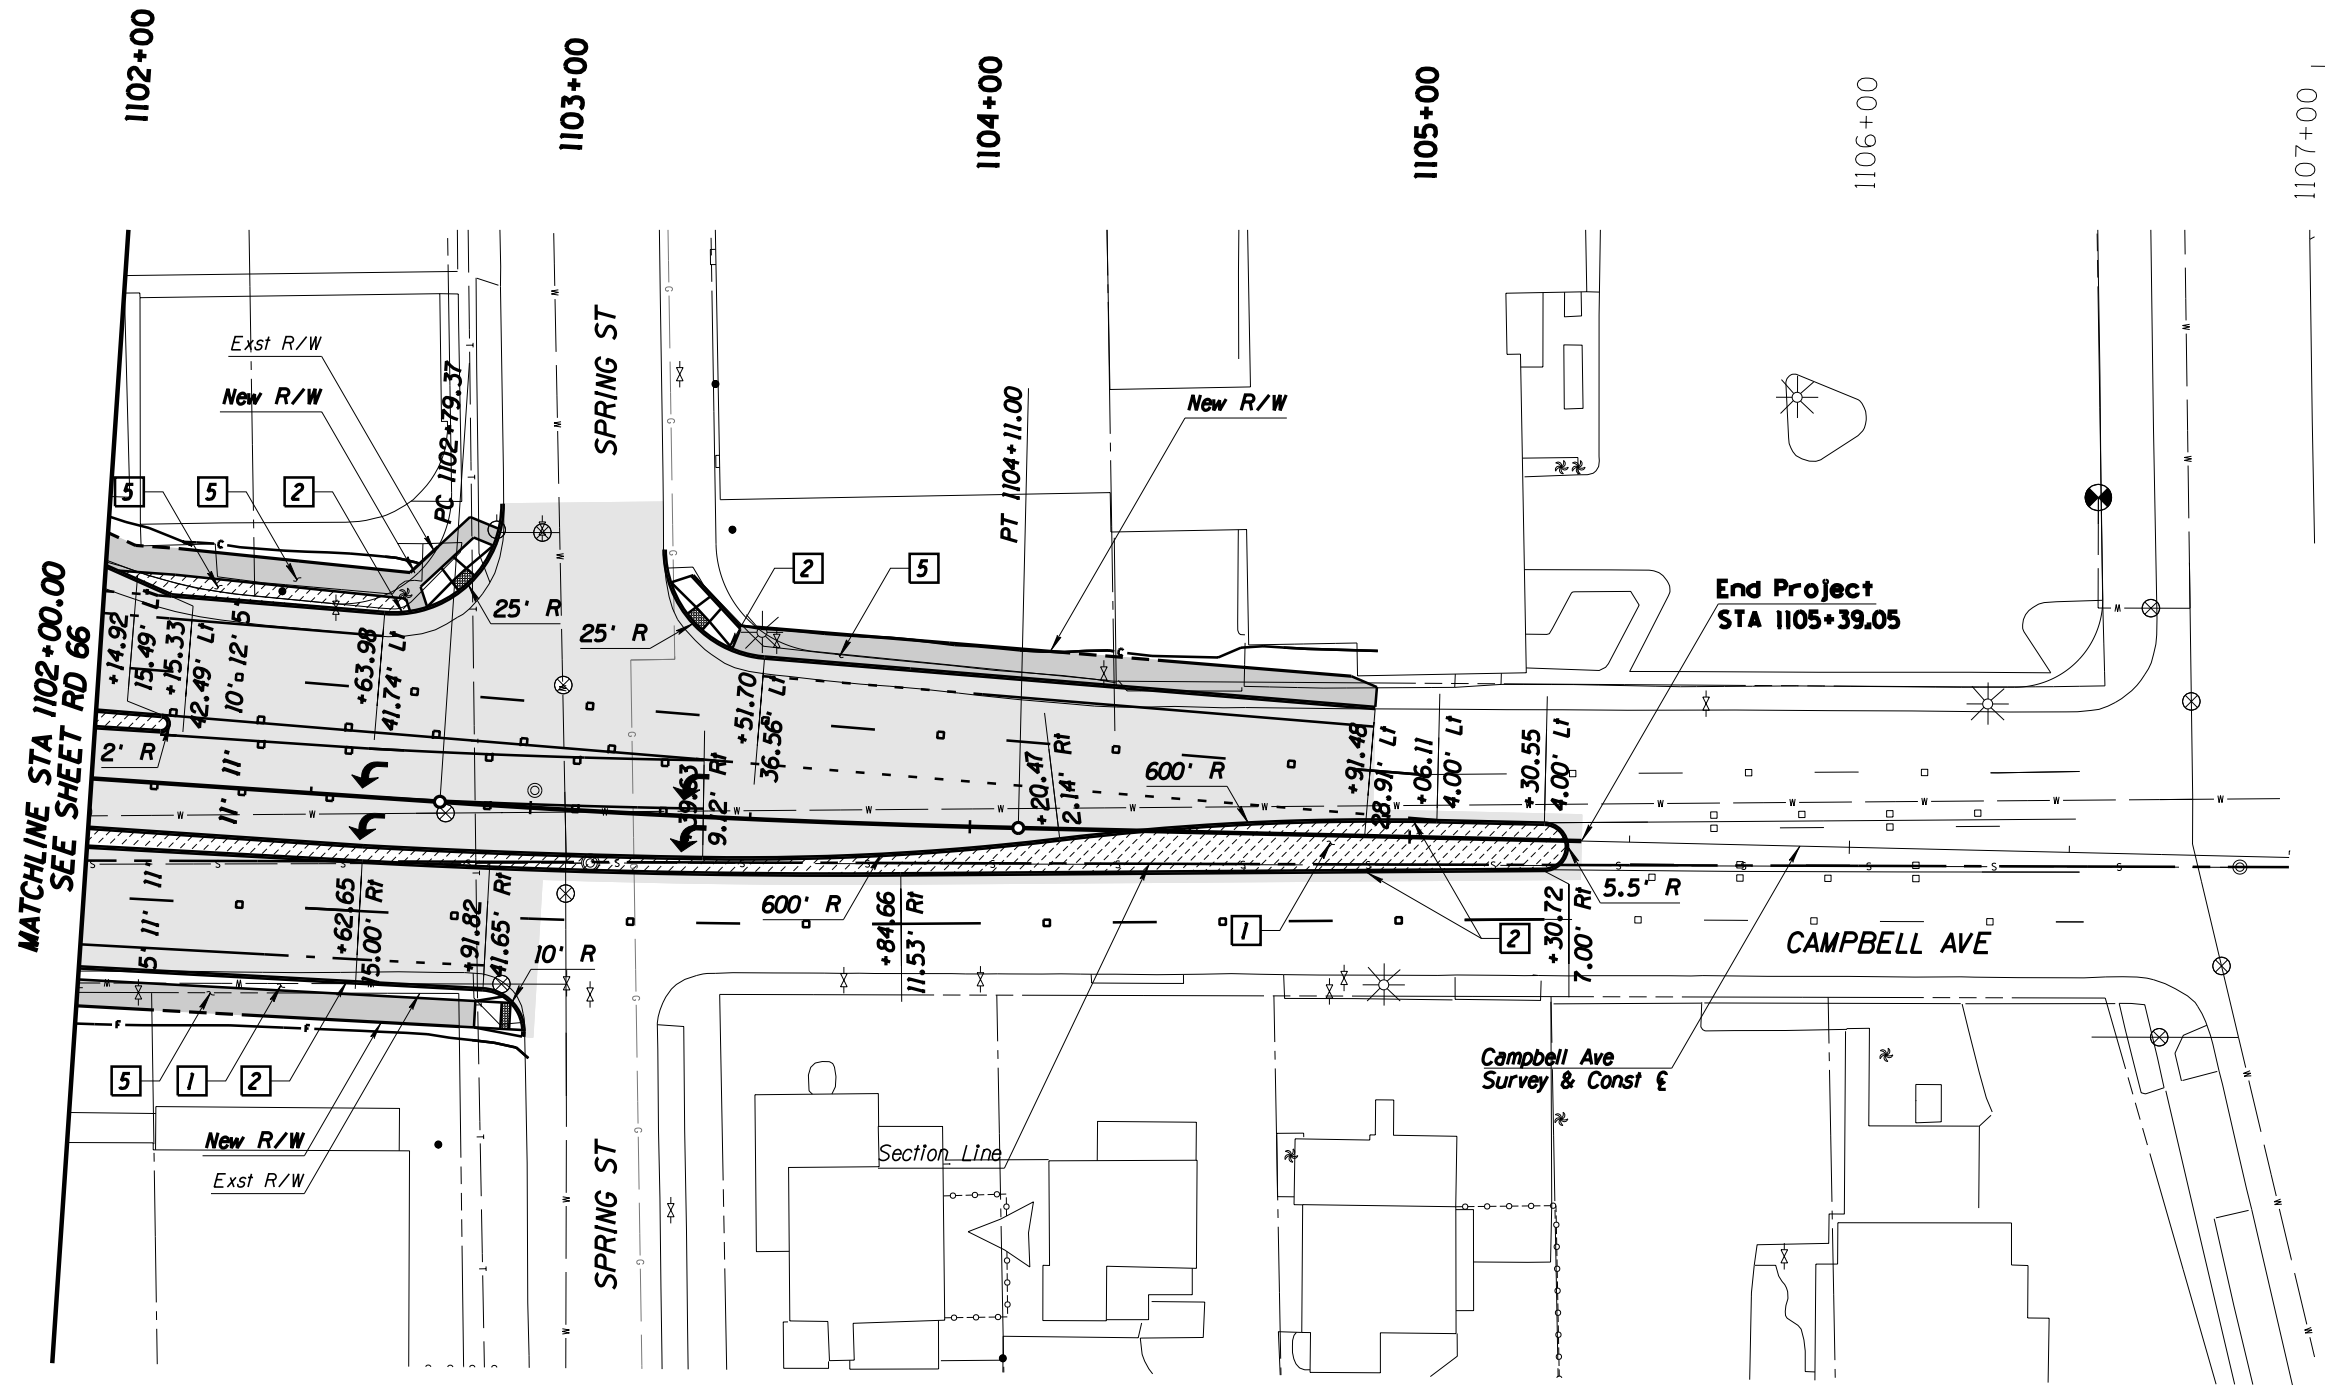 1102+00
1103+00
1104+00
1105+00
1106+00
1107+00
MATCHLINE STA 1102+00.00
SEE SHEET RD 66
Exst R/W
New R/W
5
5
2
PC 1102+79.37
SPRING ST
25' R
25' R
2
5
PT 1104+11.00
New R/W
End Project
STA 1105+39.05
+14.92
15.49' Lt
+15.33
42.49' Lt
10'
12'
5'
+63.98
41.74' Lt
2' R
11'
11'
+39.63
9.12' Rt
+51.70
36.56' Lt
+20.47
2.14' Rt
600' R
+91.48
28.91' Lt
+06.11
4.00' Lt
+30.55
4.00' Lt
11'
11'
5'
+62.65
15.00' Rt
+91.82
41.65' Rt
10' R
600' R
+84.66
11.53' Rt
1
2
+30.72
7.00' Rt
5.5' R
CAMPBELL AVE
5
1
2
New R/W
Exst R/W
SPRING ST
Section Line
Campbell Ave
Survey & Const ℄